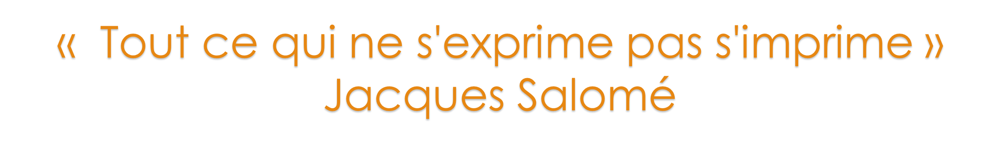 «  Tout ce qui ne s'exprime pas s'imprime »
Jacques Salomé